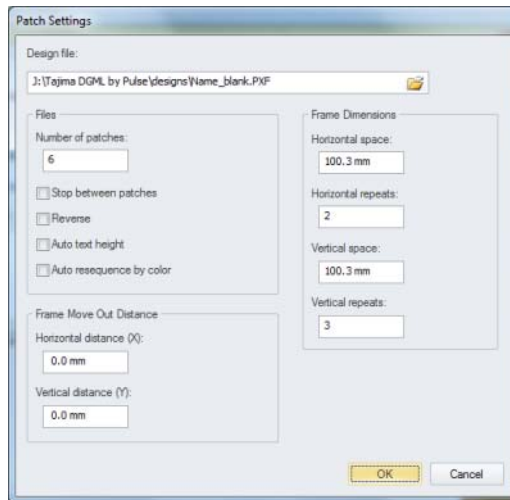 Patch Settings
Design file:
J:\Tajima DGML by Pulse\designs\Name_blank.PXF
Files
Number of patches:
6
Stop between patches
Reverse
Auto text height
Auto resequence by color
Frame Move Out Distance
Horizontal distance (X):
0.0 mm
Vertical distance (Y):
0.0 mm
Frame Dimensions
Horizontal space:
100.3 mm
Horizontal repeats:
2
Vertical space:
100.3 mm
Vertical repeats:
3
OK
Cancel